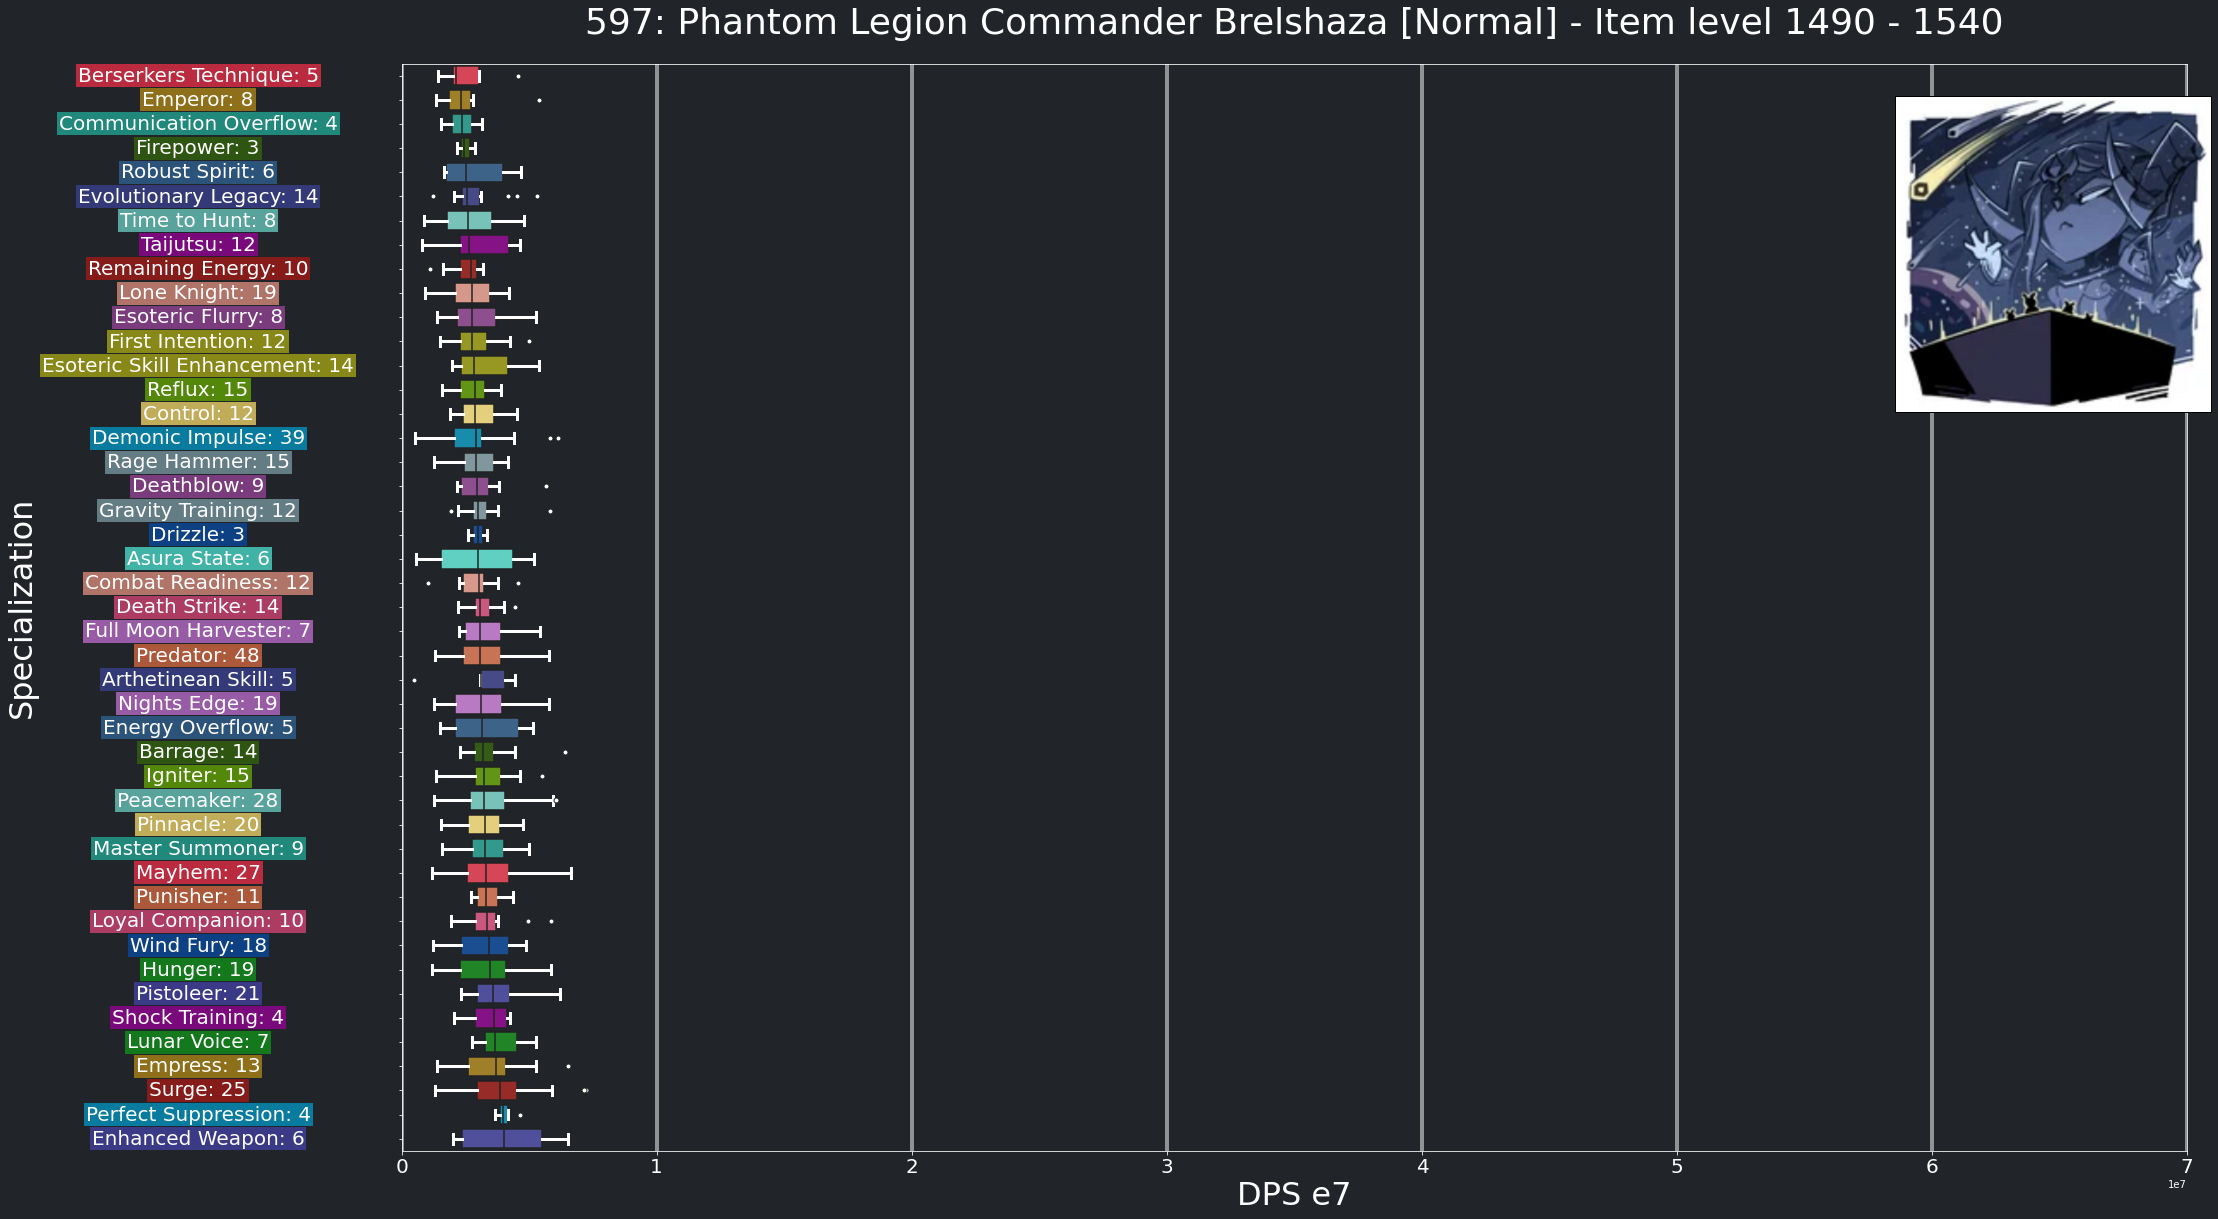 597: Phantom Legion Commander Brelshaza [Normal] - Item level 1490 - 1540
Berserkers Technique: 5
Emperor: 8
Communication Overflow: 4
Firepower: 3
Robust Spirit: 6
Evolutionary Legacy: 14
Time to Hunt: 8
Taijutsu: 12
Remaining Energy: 10
Lone Knight: 19
Esoteric Flurry: 8
First Intention: 12
Esoteric Skill Enhancement: 14
Reflux: 15
Control: 12
Demonic Impulse: 39
Rage Hammer: 15
Deathblow: 9
Gravity Training: 12
Drizzle: 3
Asura State: 6
Combat Readiness: 12
Death Strike: 14
Full Moon Harvester: 7
Predator: 48
Arthetinean Skill: 5
Nights Edge: 19
Energy Overflow: 5
Barrage: 14
Igniter: 15
Peacemaker: 28
Pinnacle: 20
Master Summoner: 9
Mayhem: 27
Punisher: 11
Loyal Companion: 10
Wind Fury: 18
Hunger: 19
Pistoleer: 21
Shock Training: 4
Lunar Voice: 7
Empress: 13
Surge: 25
Perfect Suppression: 4
Enhanced Weapon: 6
Specialization
0 1 2 3 4 5 6 7
1e7
DPS e7